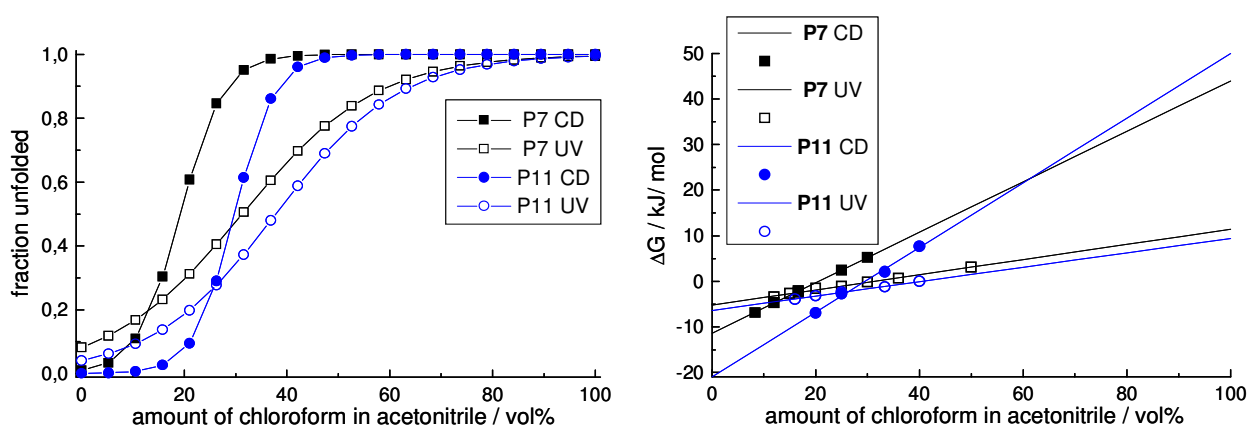 1,0
0,8
0,6
0,4
0,2
0,0
fraction unfolded
0 20 40 60 80 100
amount of chloroform in acetonitrile / vol%
P7 CD
P7 UV
P11 CD
P11 UV
50
40
30
20
10
0
-10
-20
ΔG / kJ/ mol
0 20 40 60 80 100
amount of chloroform in acetonitrile / vol%
P7 CD
P7 UV
P11 CD
P11 UV